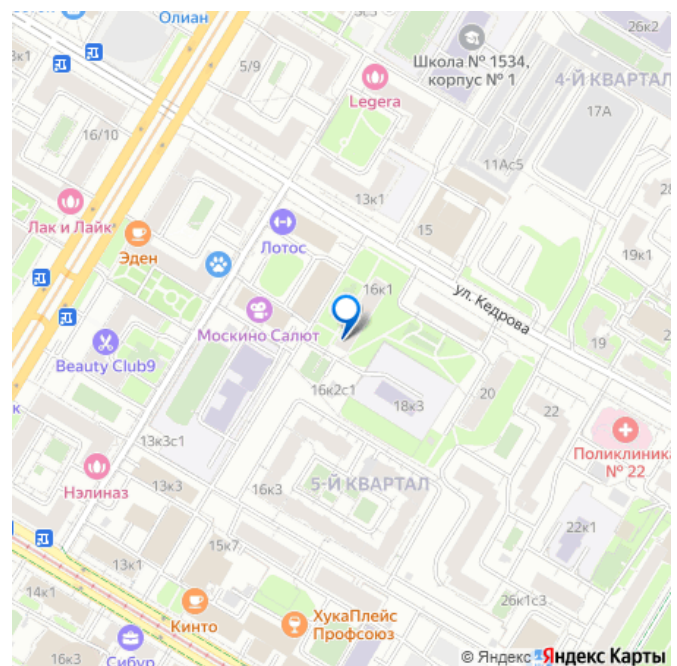 Олиан
26к2
3к1
5/9
Школа № 1534,
корпус № 1
4-Й КВАРТАЛ
Legera
17А
16/10
11Ас5
13к1
Лак и Лайк
15
Лотос
Эден
19к1
16к1
ул. Кедрова
Москино Салют
19
Beauty Club9
16к2с1
20
18к3
22
к
13к3с1
Поликлиника
№ 22
Нэлиназ
13к3
16к3
5-Й КВАРТАЛ
22к1
15к7
13к1
14к1
26к1с3
Кинто
ХукаПлейс
Профсоюз
16к3
Сибур
© Яндекс
Яндекс Карты